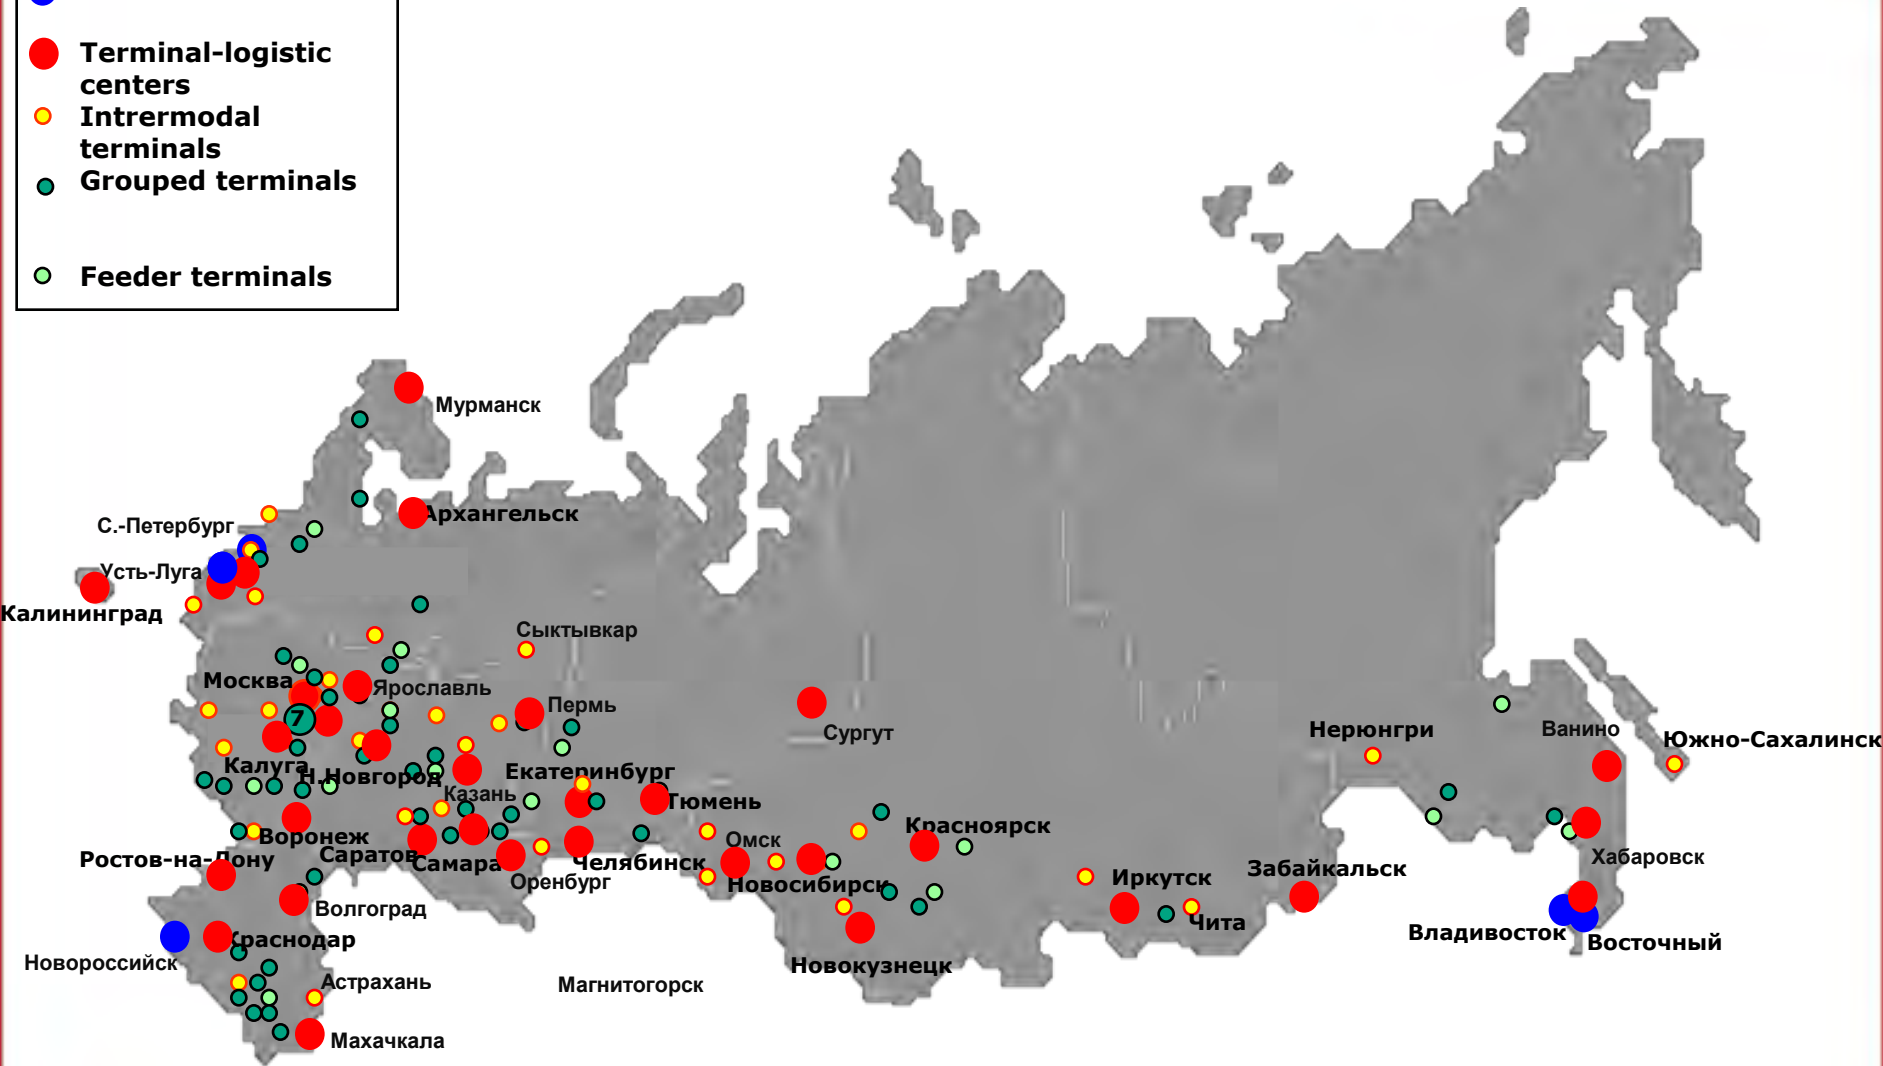 Terminal-logistic
centers
Intrermodal
terminals
Grouped terminals
Feeder terminals
Мурманск
Архангельск
С.-Петербург
Усть-Луга
Калининград
Сыктывкар
Москва
Ярославль
Пермь
7
Сургут
Нерюнгри
Ванино
Южно-Сахалинск
Калуга
Н.Новгород
Екатеринбург
Казань
Тюмень
Воронеж
Омск
Красноярск
Ростов-на-Дону
Саратов
Самара
Челябинск
Хабаровск
Оренбург
Новосибирск
Иркутск
Забайкальск
Волгоград
Чита
Владивосток
Восточный
Краснодар
Новороссийск
Новокузнецк
Астрахань
Магнитогорск
Махачкала